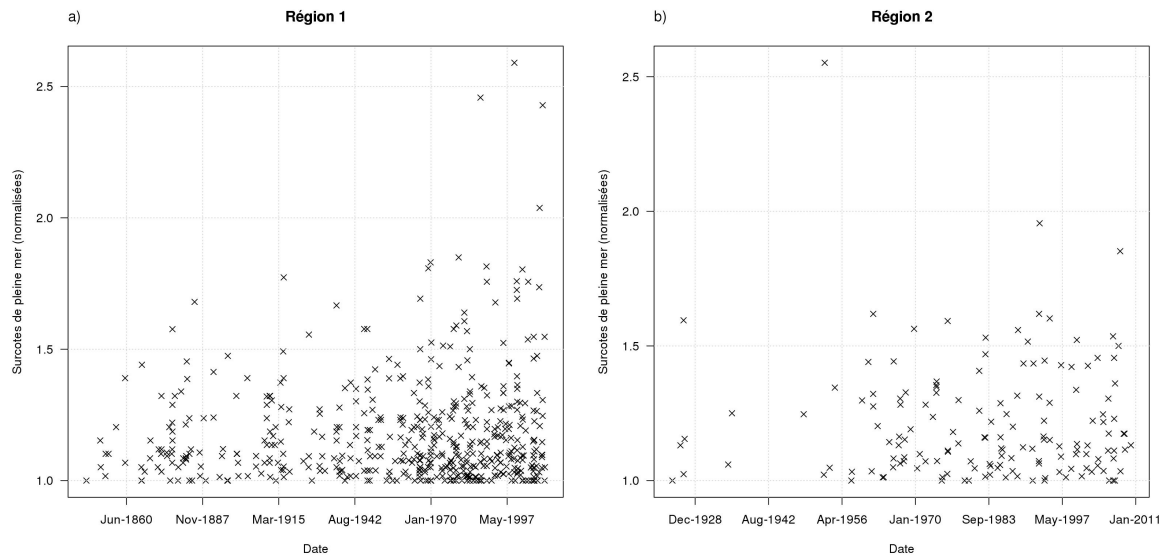 a)
Région 1
Surcotes de pleine mer (normalisées)
2.5
2.0
1.5
1.0
Jun-1860 Nov-1887 Mar-1915 Aug-1942 Jan-1970 May-1997
Date
b)
Région 2
Surcotes de pleine mer (normalisées)
2.5
2.0
1.5
1.0
Dec-1928 Aug-1942 Apr-1956 Jan-1970 Sep-1983 May-1997 Jan-2011
Date